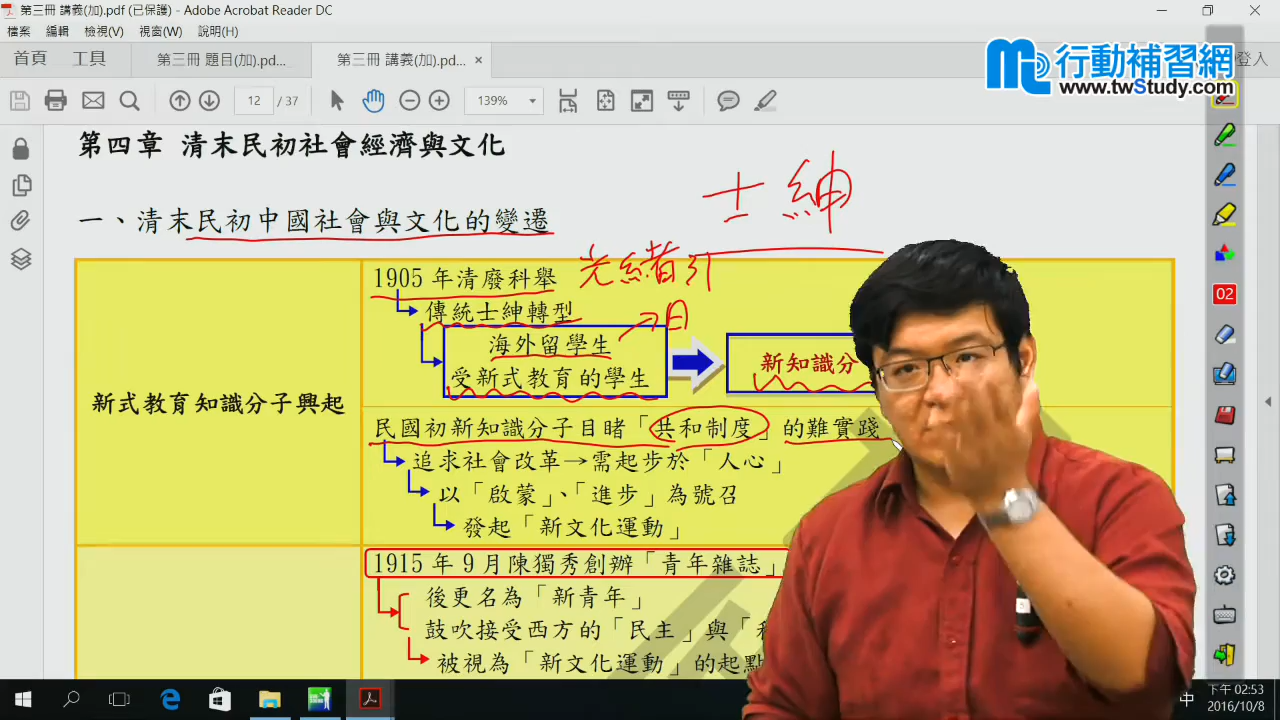 第三冊 講義(加).pdf (已保護) - Adobe Acrobat Reader DC
檔案 編輯 檢視(V) 視窗(W) 說明(H)
首頁 工具 第三冊 題目(加).pd... 第三冊 講義(加).pd... × 登入
行動補習網
www.twStudy.com
12 / 37 139%
第四章 清末民初社會經濟與文化
士紳
一、清末民初中國社會與文化的變遷
1905 年清廢科舉 光緒引
傳統士紳轉型 日
海外留學生
受新式教育的學生
新知識分
新式教育知識分子興起
民國初新知識分子目睹「共和制度」的難實踐
追求社會改革→需起步於「人心」
以「啟蒙」、「進步」為號召
發起「新文化運動」
1915 年 9 月陳獨秀創辦「青年雜誌」
後更名為「新青年」
鼓吹接受西方的「民主」與「
被視為「新文化運動」的起點
02
中 下午 02:53
2016/10/8